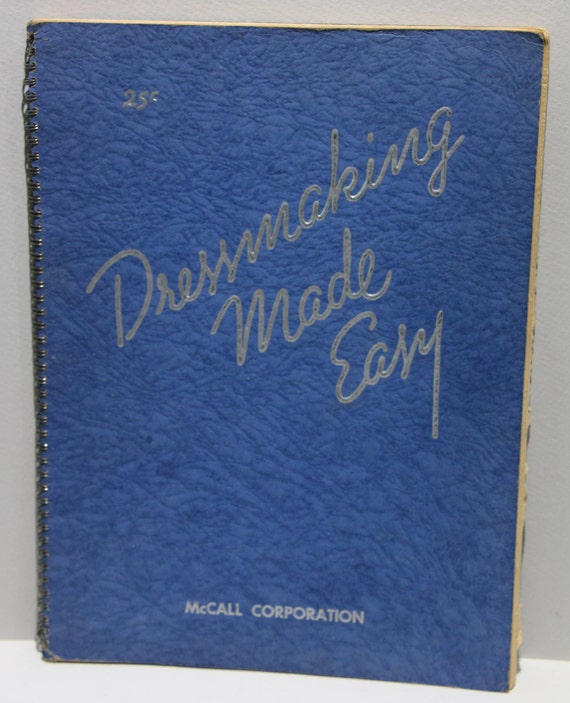 25¢
Dressmaking
Made
Easy
McCALL CORPORATION